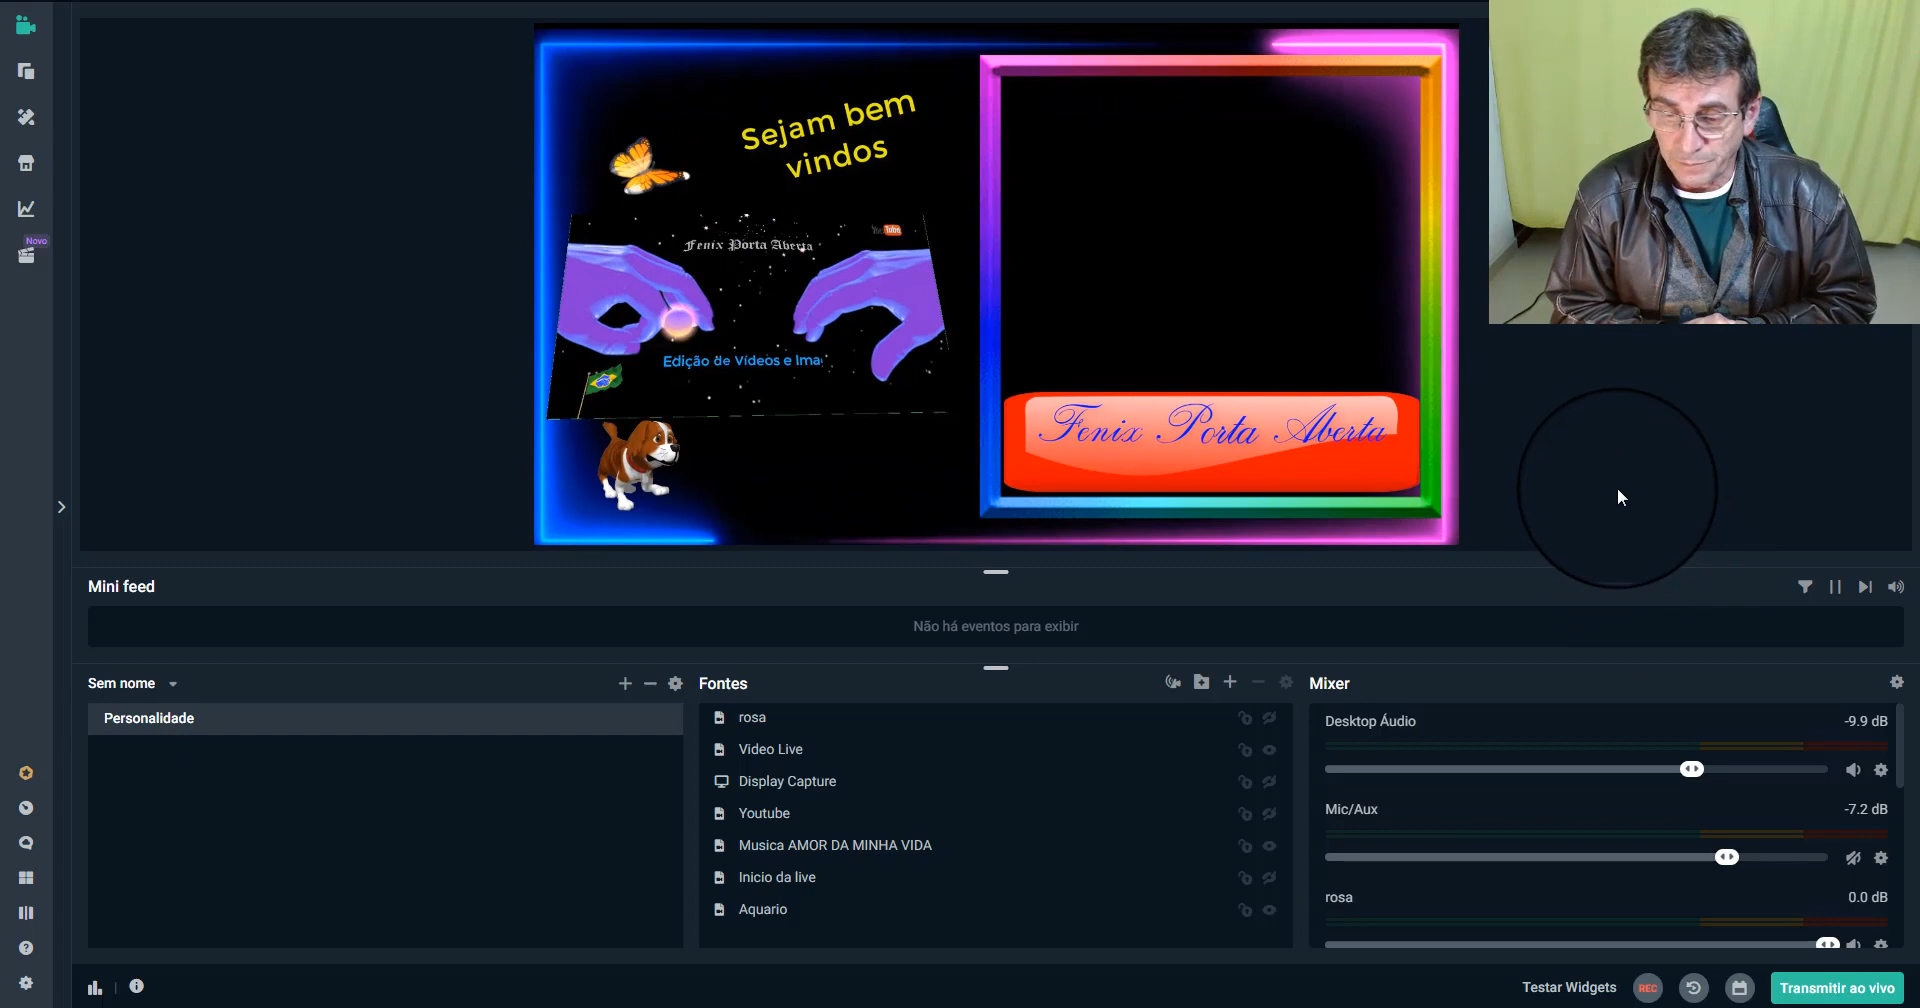 Novo
Sejam bem
vindos
Fenix Porta Aberta
YouTube
Edição de Vídeos e Ima
Fenix Porta Aberta
Mini feed
Não há eventos para exibir
Sem nome
Personalidade
Fontes
rosa
Video Live
Display Capture
Youtube
Musica AMOR DA MINHA VIDA
Inicio da live
Aquario
Mixer
Desktop Áudio
-9.9 dB
Mic/Aux
-7.2 dB
rosa
0.0 dB
Testar Widgets
REC
Transmitir ao vivo